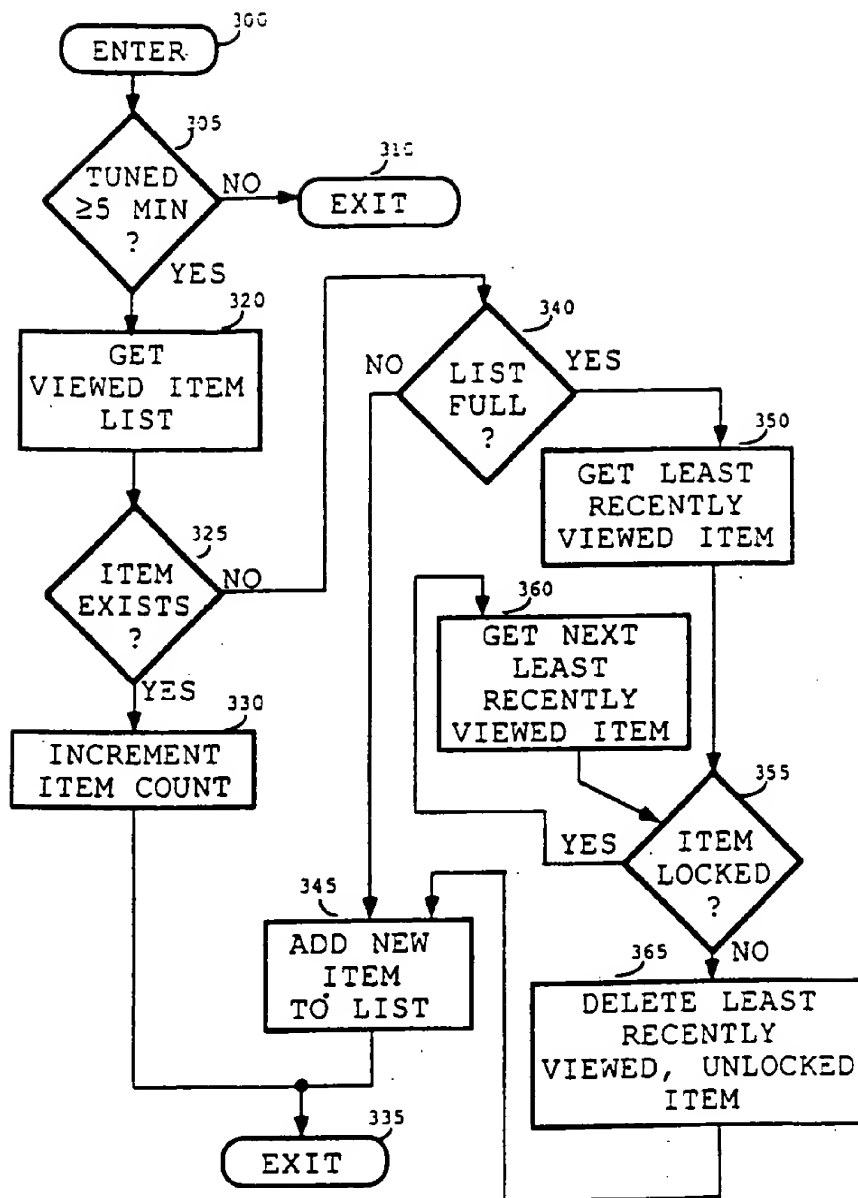 300
ENTER
305
TUNED
≥5 MIN
?
NO
310
EXIT
YES
320
GET
VIEWED ITEM
LIST
325
ITEM
EXISTS
?
NO
YES
330
INCREMENT
ITEM COUNT
340
LIST
FULL
?
NO
YES
350
GET LEAST
RECENTLY
VIEWED ITEM
360
GET NEXT
LEAST
RECENTLY
VIEWED ITEM
355
ITEM
LOCKED
?
YES
NO
345
ADD NEW
ITEM
TO LIST
365
DELETE LEAST
RECENTLY
VIEWED, UNLOCKED
ITEM
335
EXIT